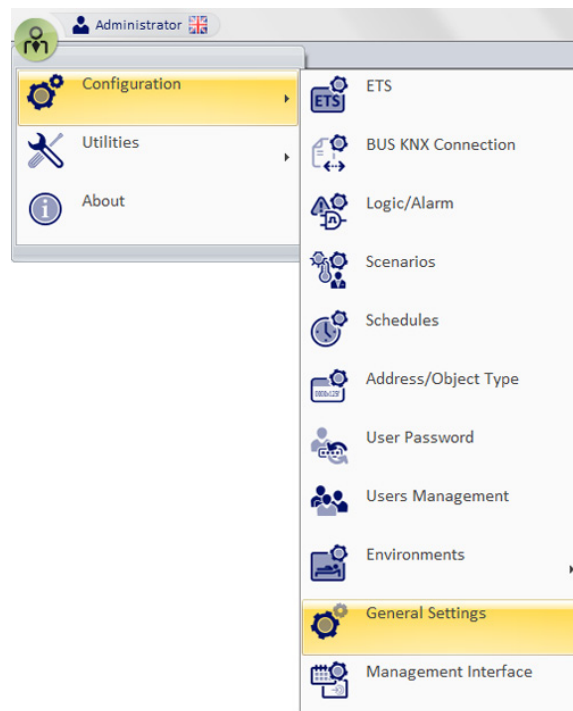 Administrator
Configuration
Utilities
About
ETS
ETS
BUS KNX Connection
Logic/Alarm
Scenarios
Schedules
Address/Object Type
User Password
Users Management
Environments
General Settings
Management Interface